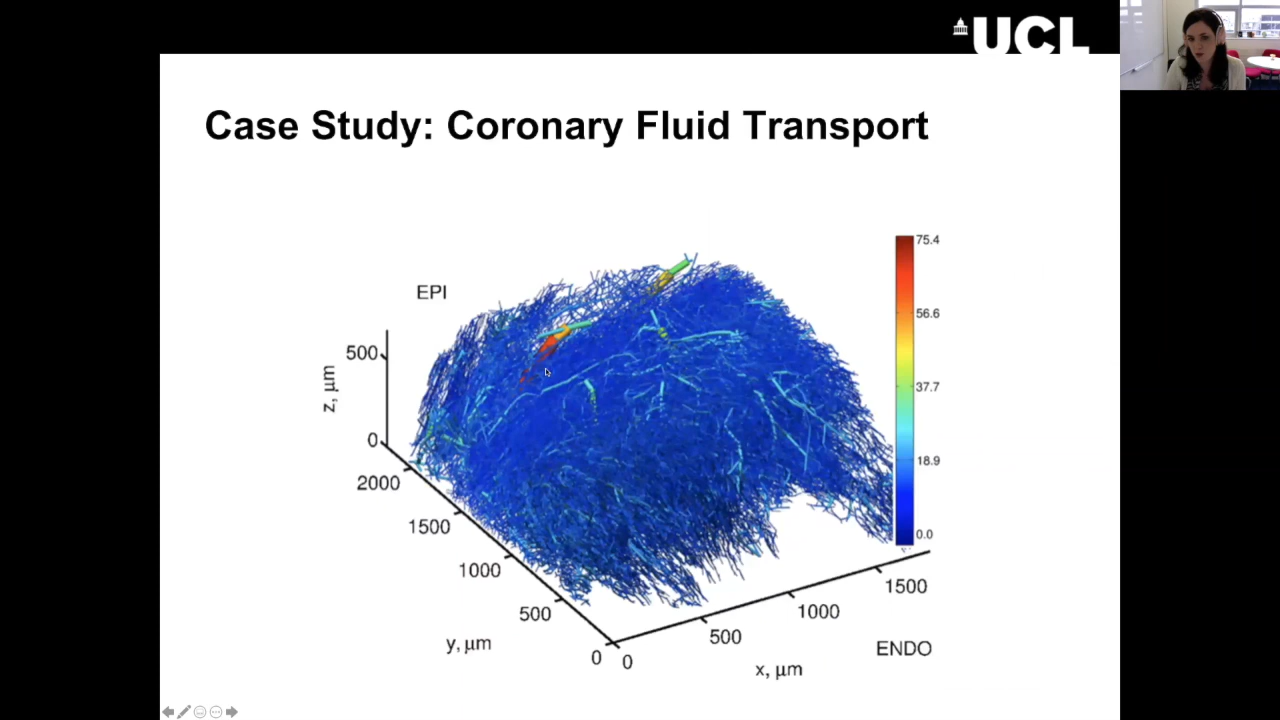 UCL
Case Study: Coronary Fluid Transport
EPI
75.4
56.6
37.7
18.9
0.0
z, μm
500
0
2000
1500
1000
500
0
y, μm
0
500
1000
1500
x, μm
ENDO